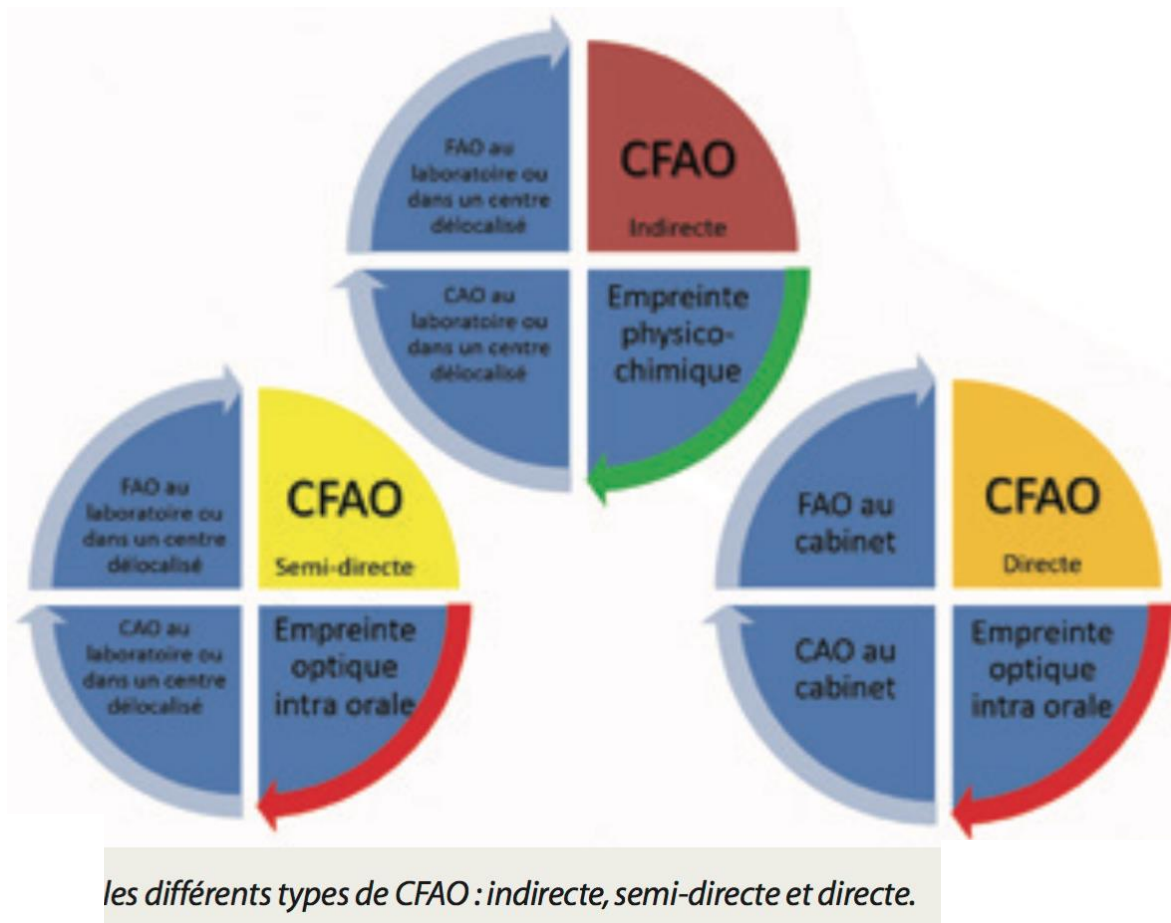 FAO au
laboratoire ou
dans un centre
délocalisé
CFAO
Indirecte
CAO au
laboratoire ou
dans un centre
délocalisé
Empreinte
physico-
chimique
FAO au
laboratoire ou
dans un centre
délocalisé
CFAO
Semi-directe
CAO au
laboratoire ou
dans un centre
délocalisé
Empreinte
optique
intra orale
FAO au
cabinet
CFAO
Directe
CAO au
cabinet
Empreinte
optique
intra orale
les différents types de CFAO : indirecte, semi-directe et directe.